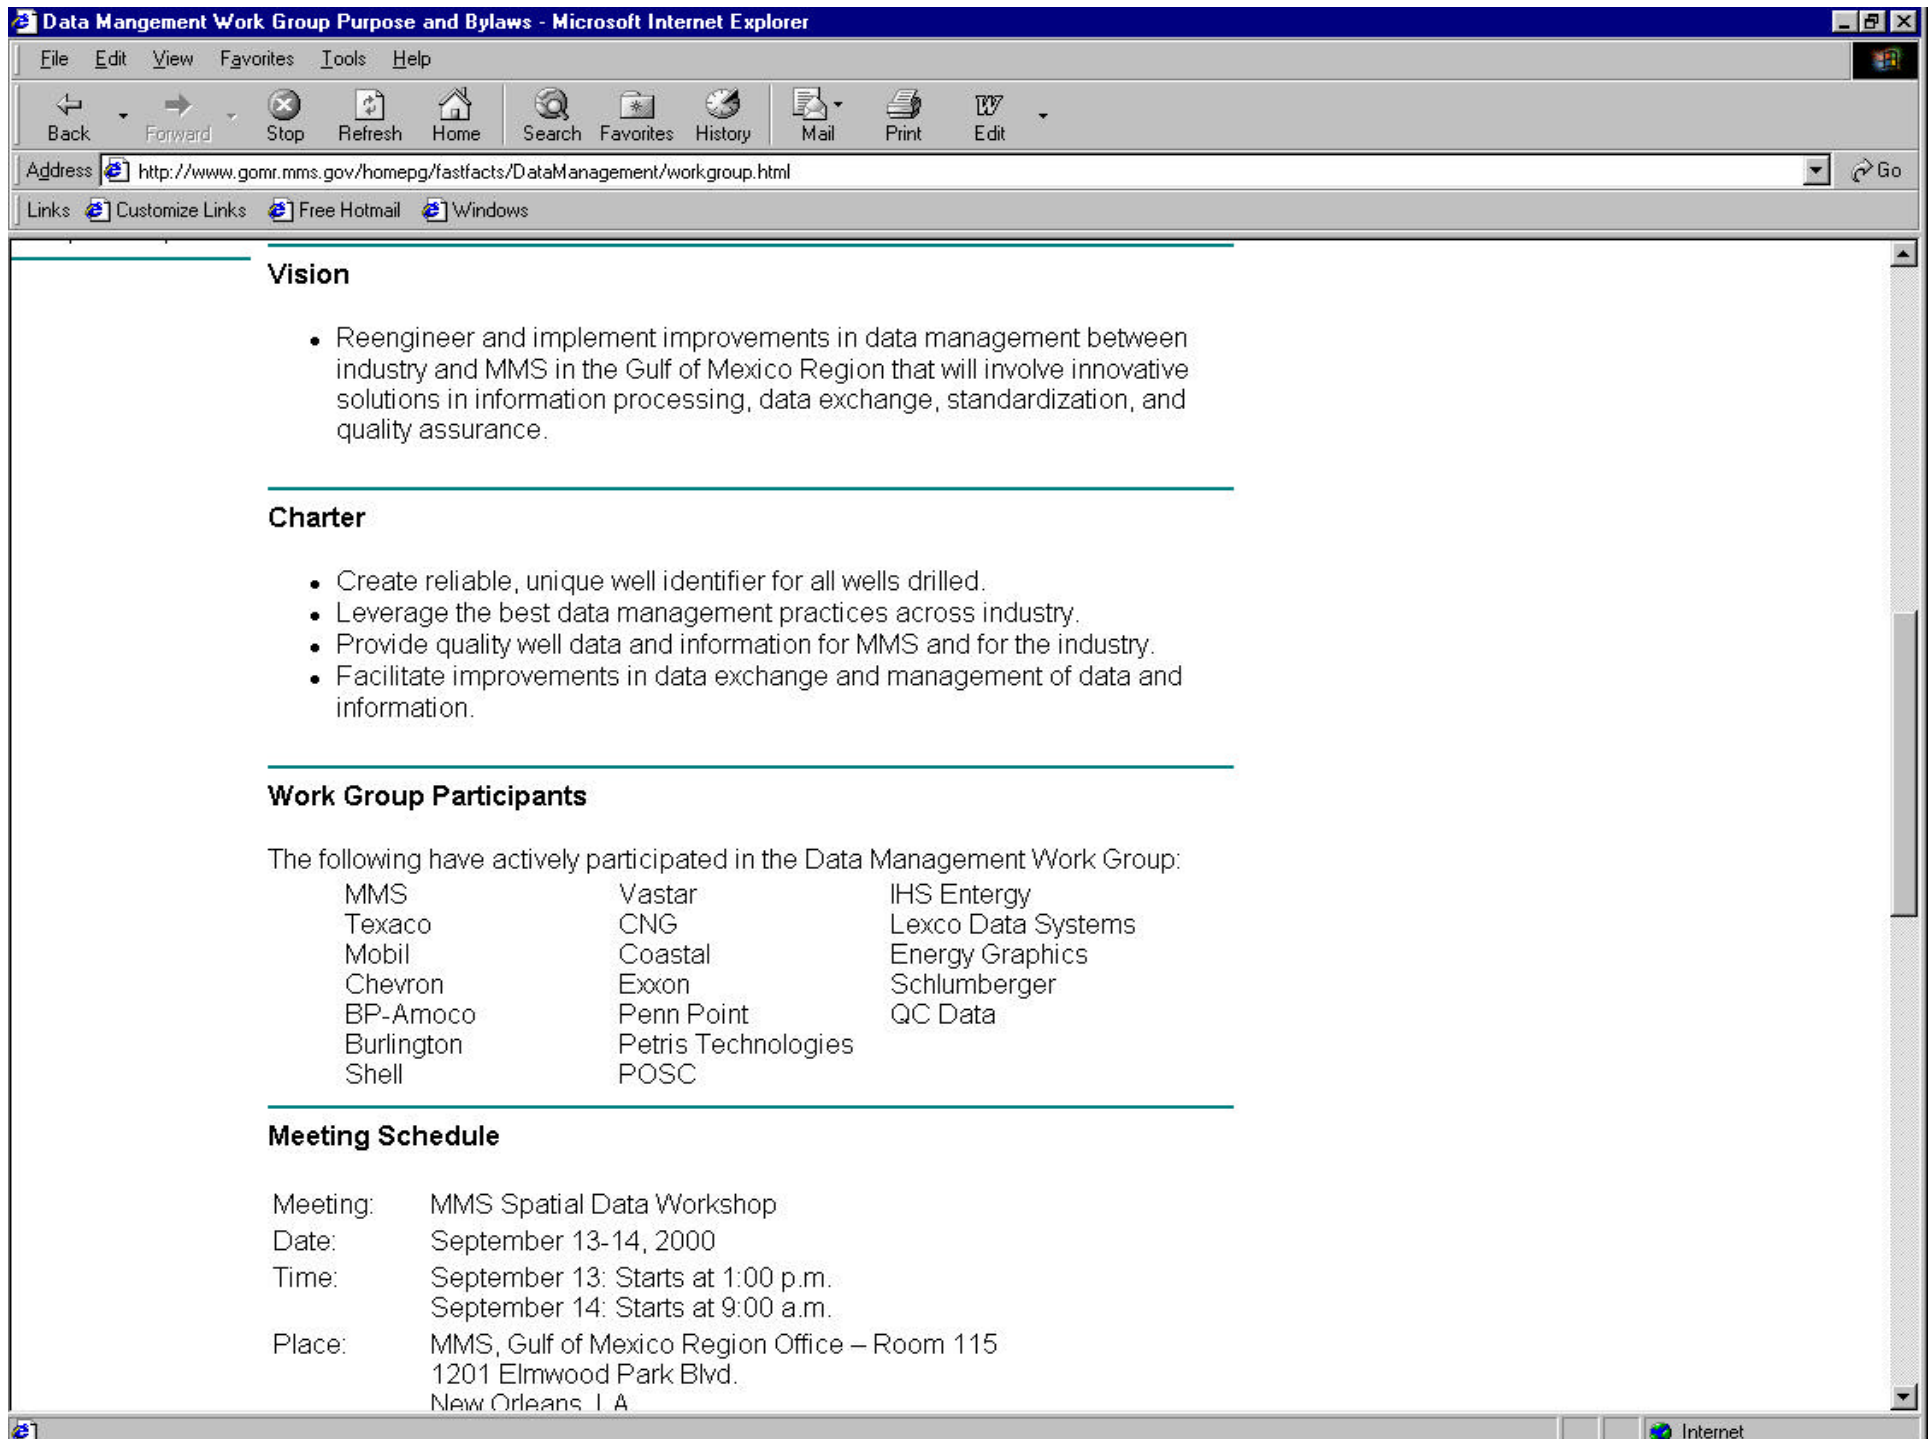 Data Mangement Work Group Purpose and Bylaws - Microsoft Internet Explorer
File Edit View Favorites Tools Help
Back Forward Stop Refresh Home Search Favorites History Mail Print Edit
Address http://www.gomr.mms.gov/homepg/fastfacts/DataManagement/workgroup.html Go
Links Customize Links Free Hotmail Windows
Vision
• Reengineer and implement improvements in data management between
industry and MMS in the Gulf of Mexico Region that will involve innovative
solutions in information processing, data exchange, standardization, and
quality assurance.
Charter
• Create reliable, unique well identifier for all wells drilled.
• Leverage the best data management practices across industry.
• Provide quality well data and information for MMS and for the industry.
• Facilitate improvements in data exchange and management of data and
information.
Work Group Participants
The following have actively participated in the Data Management Work Group:
MMS Vastar IHS Entergy
Texaco CNG Lexco Data Systems
Mobil Coastal Energy Graphics
Chevron Exxon Schlumberger
BP-Amoco Penn Point QC Data
Burlington Petris Technologies
Shell POSC
Meeting Schedule
Meeting: MMS Spatial Data Workshop
Date: September 13-14, 2000
Time: September 13: Starts at 1:00 p.m.
September 14: Starts at 9:00 a.m.
Place: MMS, Gulf of Mexico Region Office – Room 115
1201 Elmwood Park Blvd.
New Orleans, LA
Internet